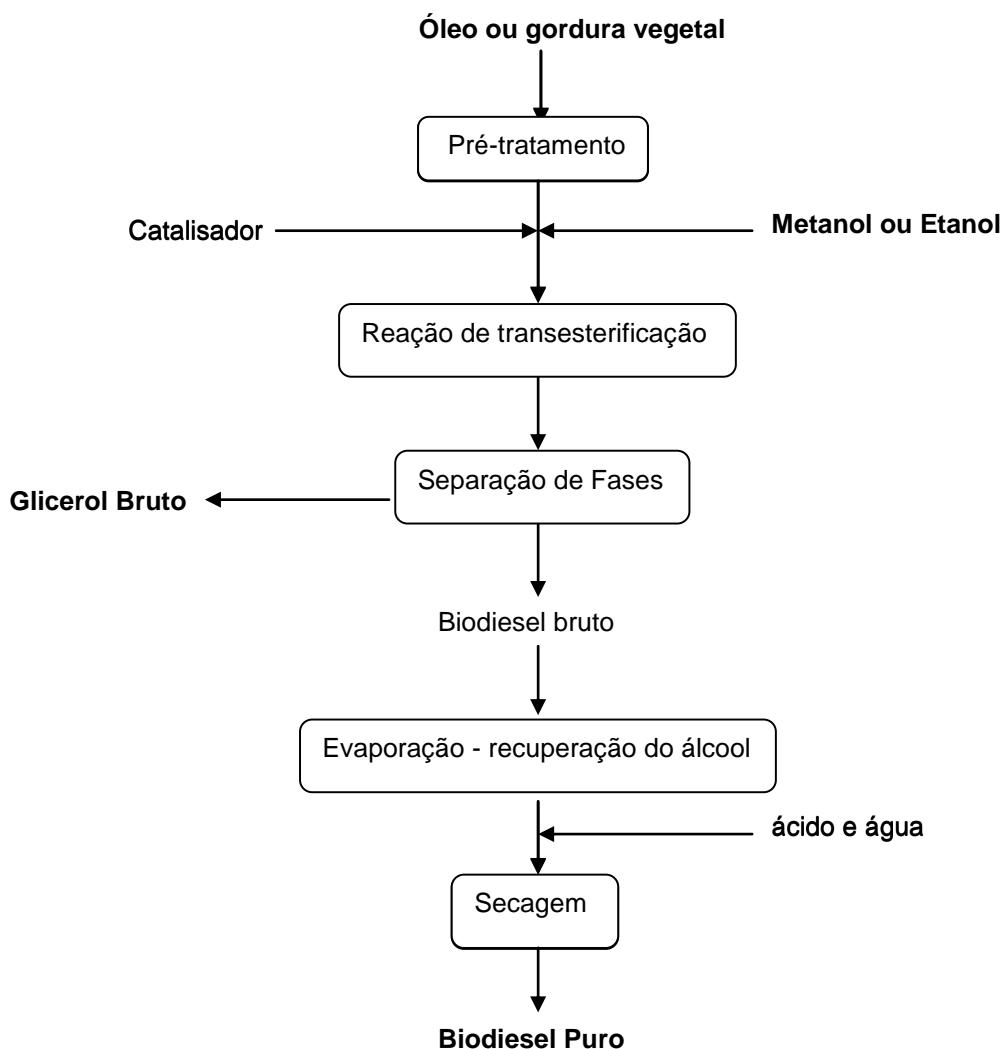 Óleo ou gordura vegetal
Pré-tratamento
Catalisador
Metanol ou Etanol
Reação de transesterificação
Separação de Fases
Glicerol Bruto
Biodiesel bruto
Evaporação - recuperação do álcool
ácido e água
Secagem
Biodiesel Puro